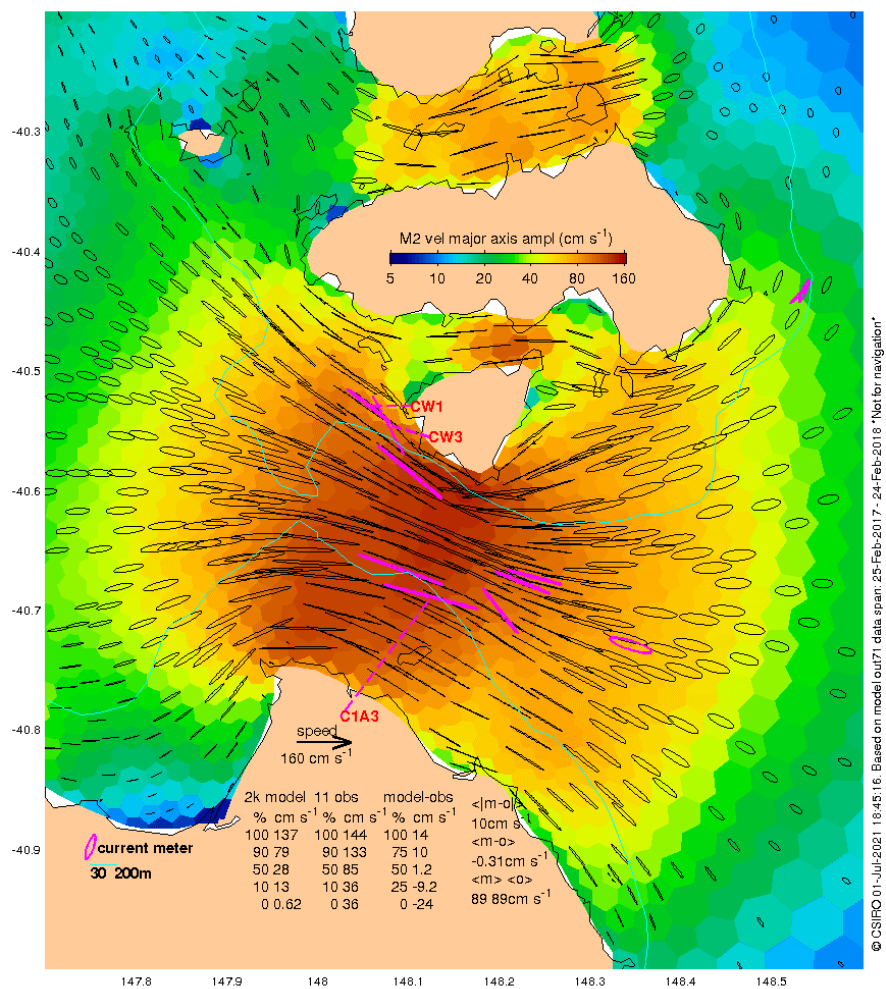 -40.3
-40.4
-40.5
-40.6
-40.7
-40.8
-40.9
M2 vel major axis ampl (cm s⁻¹)
5 10 20 40 80 160
CW1
CW3
C1A3
speed
160 cm s⁻¹
2k model 11 obs model-obs
% cm s⁻¹ % cm s⁻¹ % cm s⁻¹
100 137 100 144 100 14
90 79 90 133 75 10
50 28 50 85 50 1.2
10 13 10 36 25 -9.2
0 0.62 0 36 0 -24
<|m-o|>
10cm s⁻¹
<m-o>
-0.31cm s⁻¹
<m> <o>
89 89cm s⁻¹
current meter
30 200m
147.8 147.9 148 148.1 148.2 148.3 148.4 148.5
© CSIRO 01-Jul-2021 18:45:16. Based on model out71 data span: 25-Feb-2017 - 24-Feb-2018 *Not for navigation*